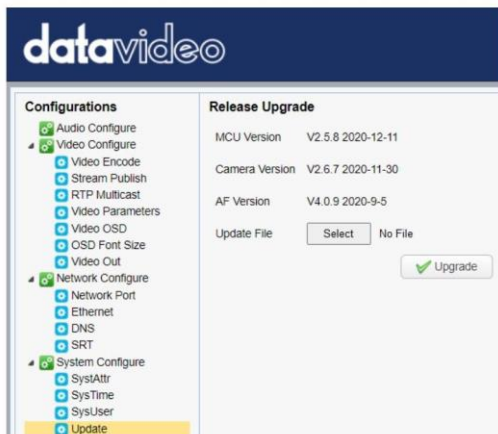 datavideo
Configurations
Audio Configure
Video Configure
Video Encode
Stream Publish
RTP Multicast
Video Parameters
Video OSD
OSD Font Size
Video Out
Network Configure
Network Port
Ethernet
DNS
SRT
System Configure
SystAttr
SysTime
SysUser
Update
Release Upgrade
MCU Version V2.5.8 2020-12-11
Camera Version V2.6.7 2020-11-30
AF Version V4.0.9 2020-9-5
Update File Select No File
Upgrade